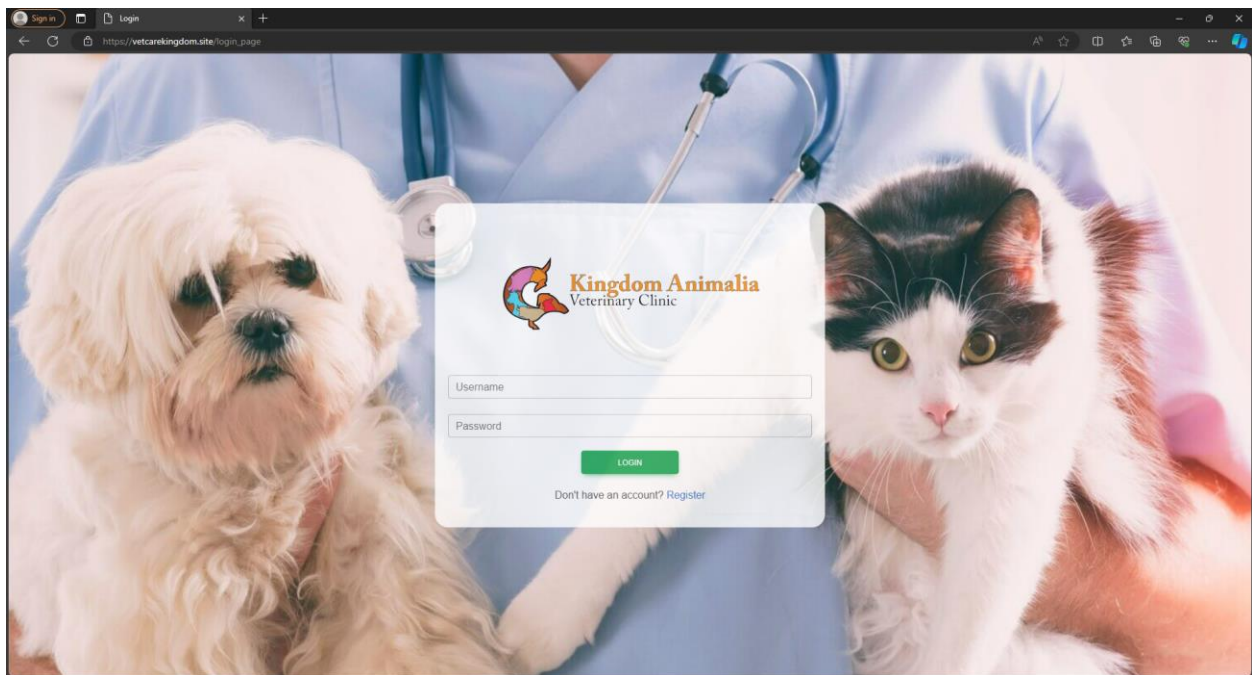 Sign in
Login
https://vetcarekingdom.site/login_page
Kingdom Animalia
Veterinary Clinic
Username
Password
LOGIN
Don't have an account? Register